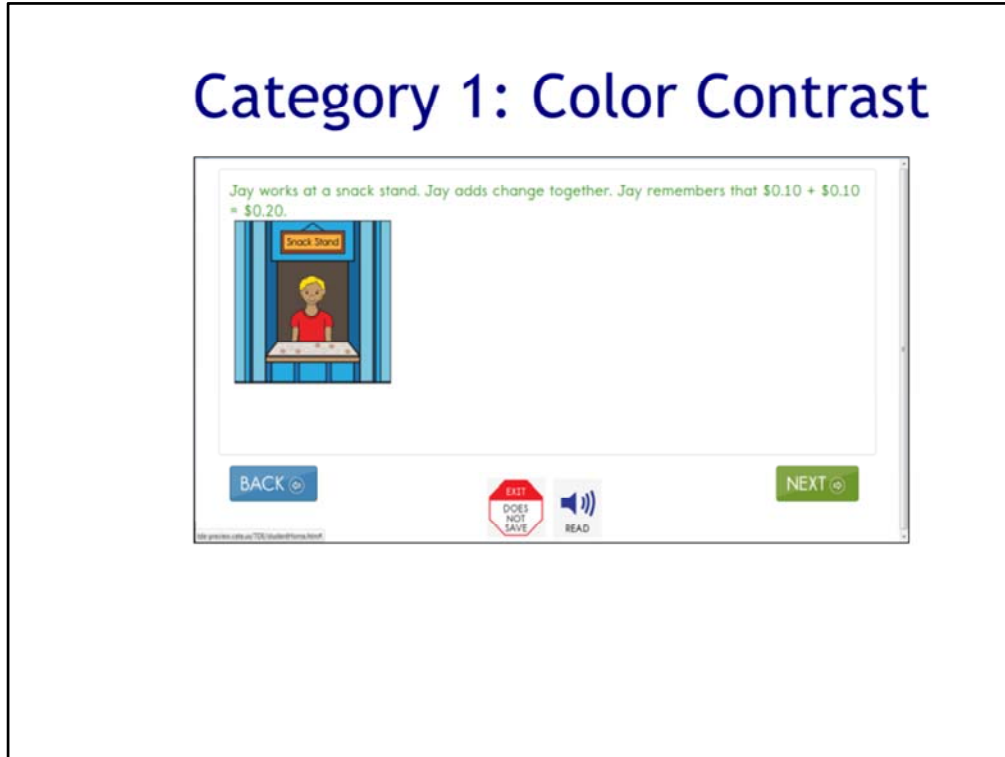 Category 1: Color Contrast
Jay works at a snack stand. Jay adds change together. Jay remembers that $0.10 + $0.10
= $0.20.
Snack Stand
BACK
EXIT
DOES
NOT
SAVE
READ
NEXT